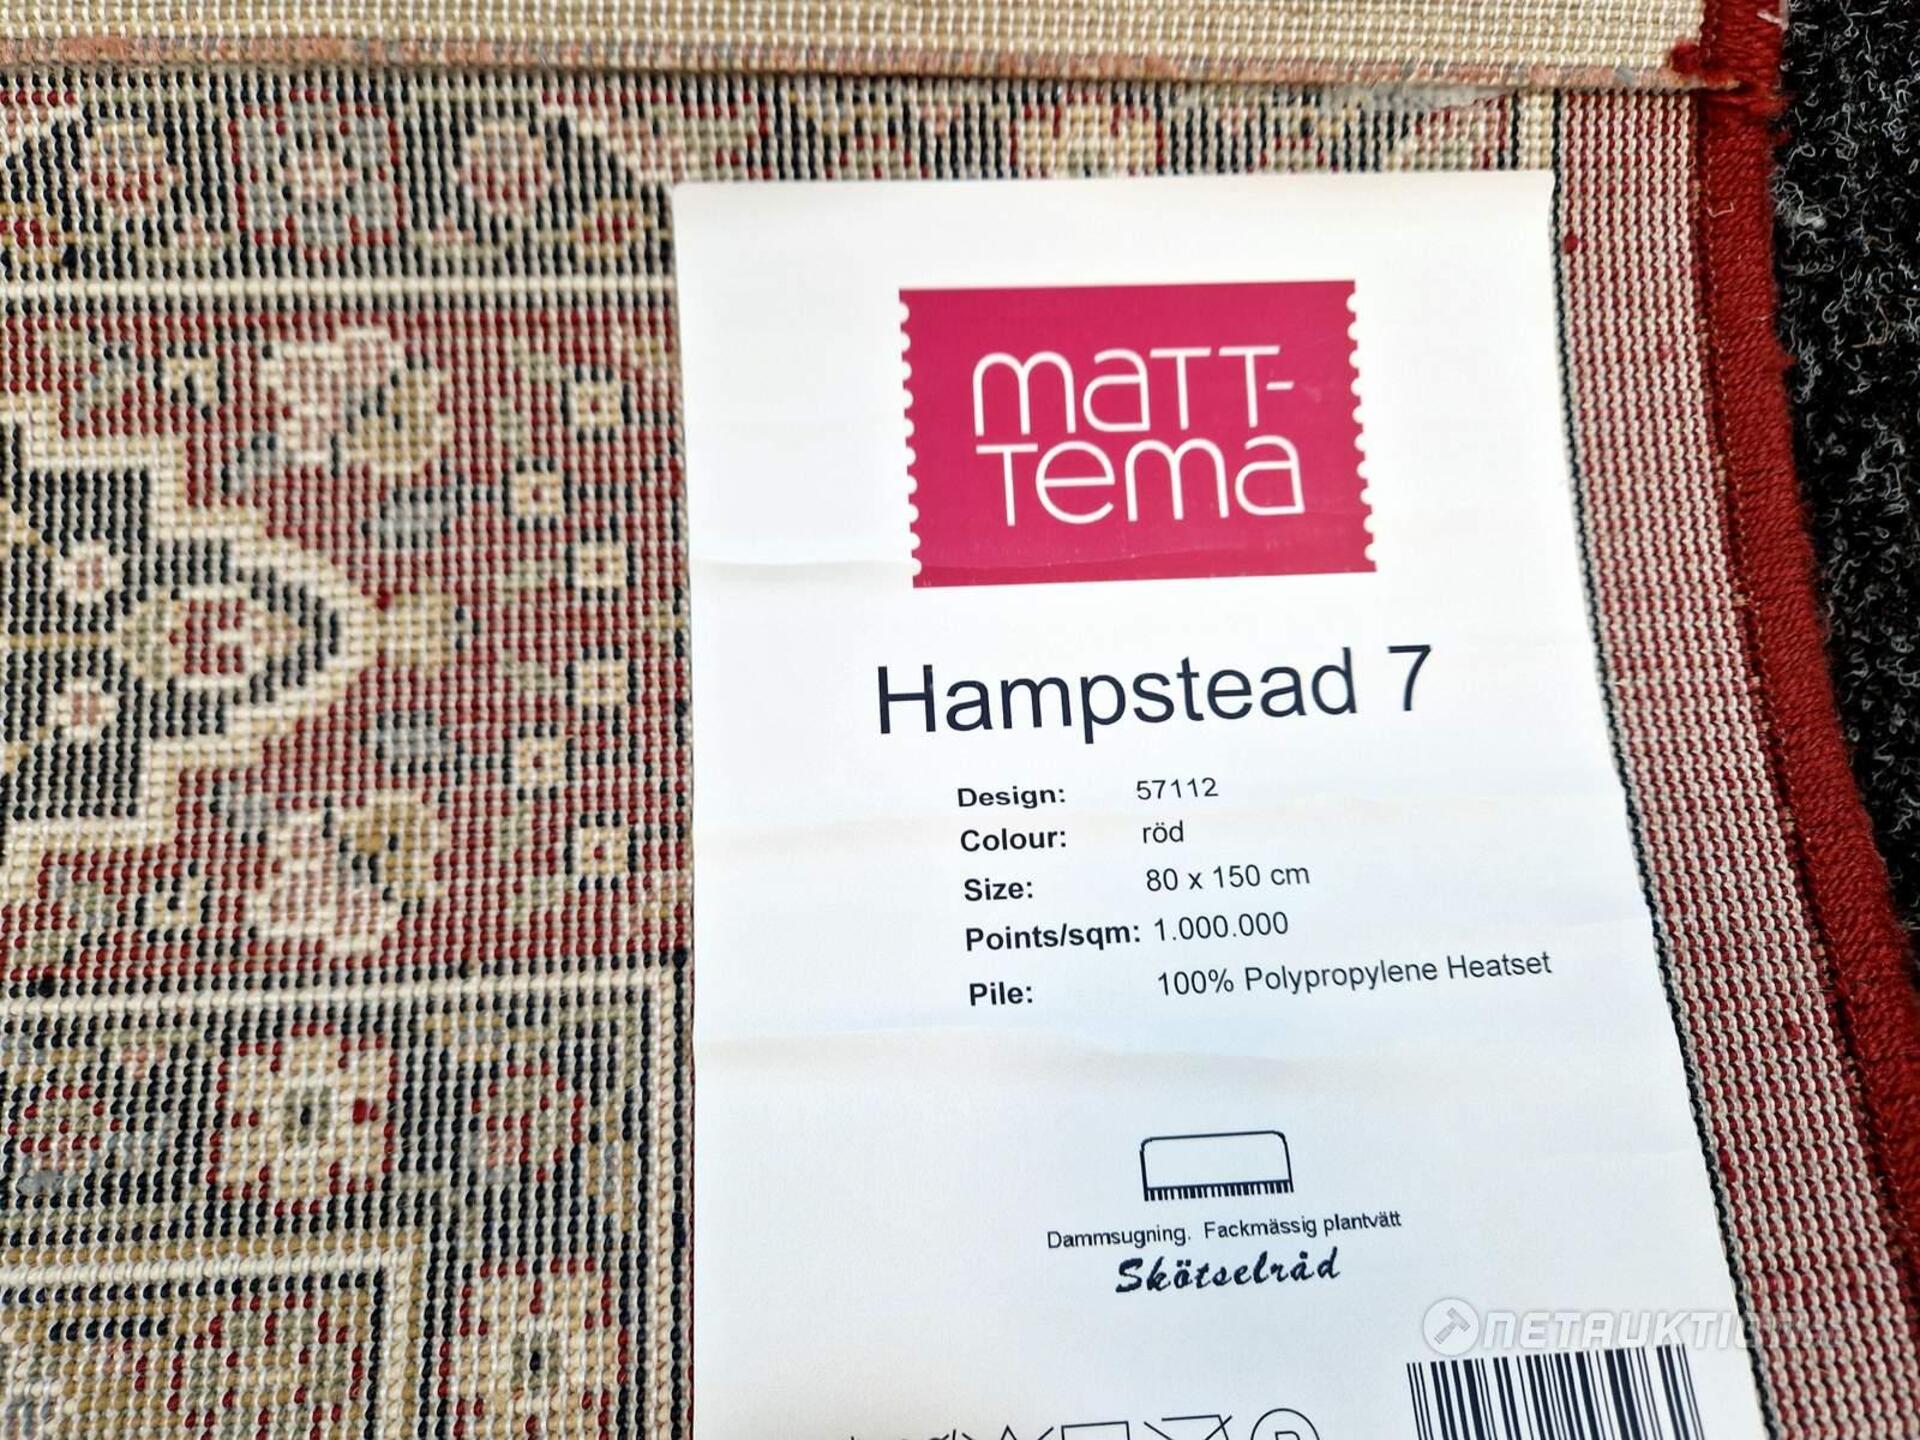 matt-
tema
Hampstead 7
Design: 57112
Colour: röd
Size: 80 x 150 cm
Points/sqm: 1.000.000
Pile: 100% Polypropylene Heatset
Dammsugning. Fackmässig plantvätt
Skötselråd
P